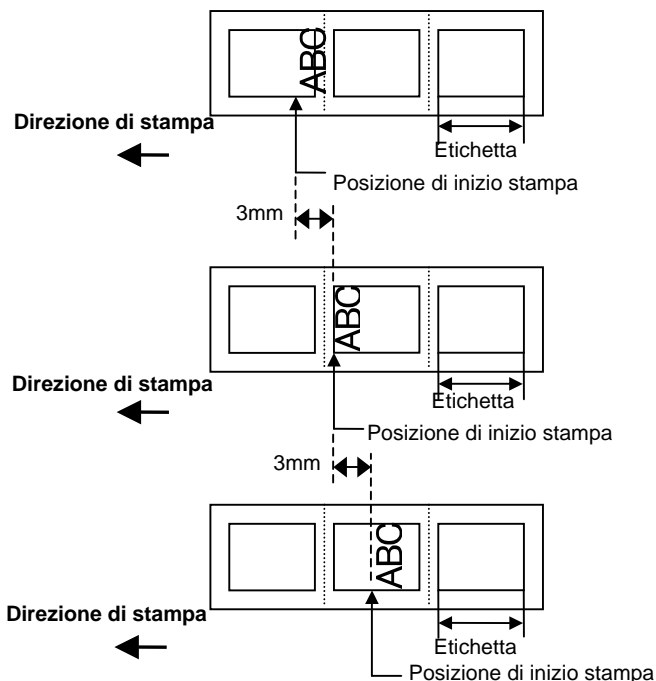 ABC
Direzione di stampa
Etichetta
Posizione di inizio stampa
3mm
ABC
Direzione di stampa
Etichetta
Posizione di inizio stampa
3mm
ABC
Direzione di stampa
Etichetta
Posizione di inizio stampa